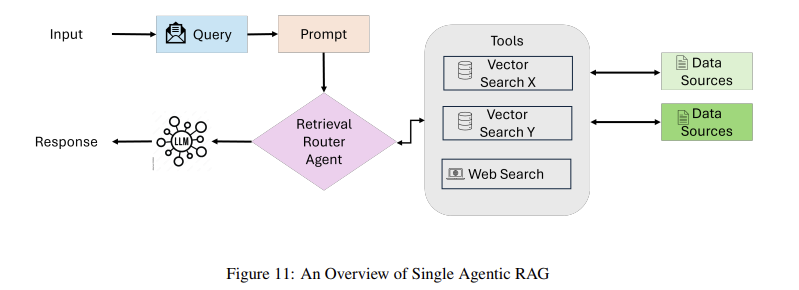 Input
Query
Prompt
Tools
Vector
Search X
Data
Sources
Vector
Search Y
Data
Sources
Retrieval
Router
Agent
LLM
Response
Web Search
Figure 11: An Overview of Single Agentic RAG